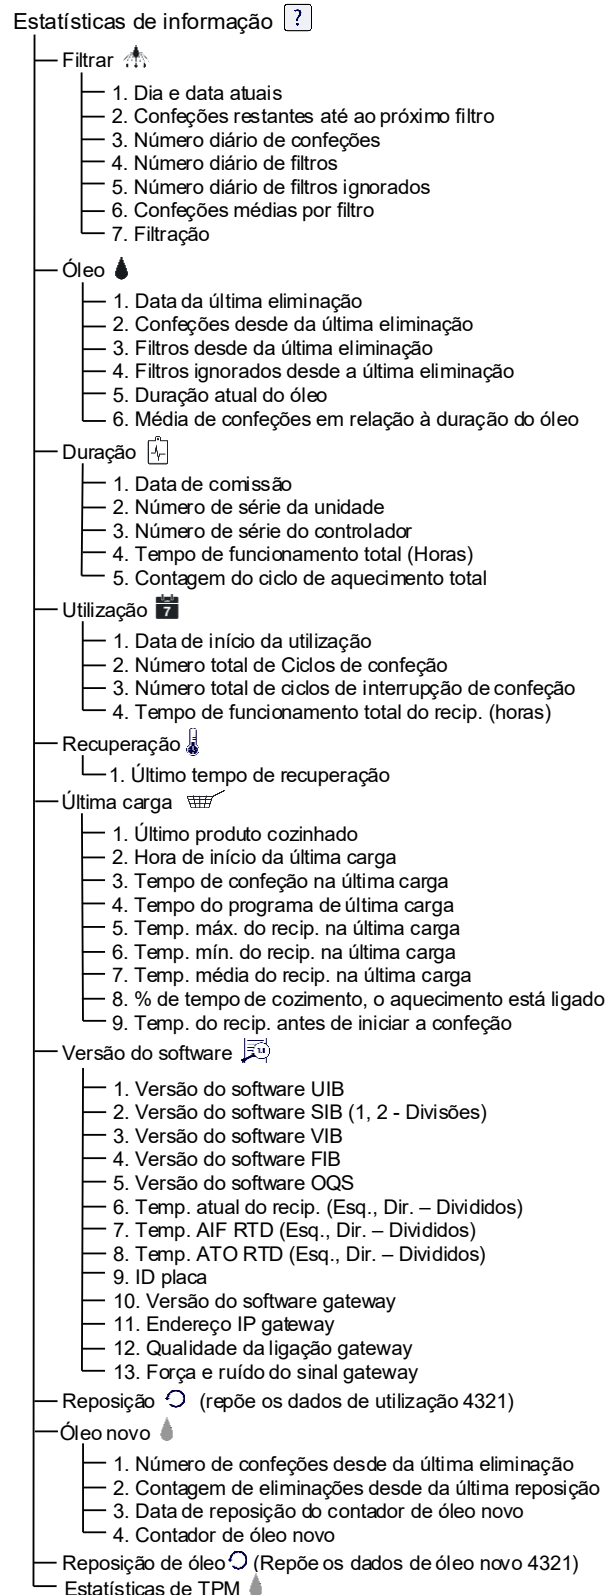 Estatísticas de informação ?
Filtrar
1. Dia e data atuais
2. Confeções restantes até ao próximo filtro
3. Número diário de confeções
4. Número diário de filtros
5. Número diário de filtros ignorados
6. Confeções médias por filtro
7. Filtração
Óleo
1. Data da última eliminação
2. Confeções desde da última eliminação
3. Filtros desde da última eliminação
4. Filtros ignorados desde a última eliminação
5. Duração atual do óleo
6. Média de confeções em relação à duração do óleo
Duração
1. Data de comissão
2. Número de série da unidade
3. Número de série do controlador
4. Tempo de funcionamento total (Horas)
5. Contagem do ciclo de aquecimento total
Utilização 7
1. Data de início da utilização
2. Número total de Ciclos de confeção
3. Número total de ciclos de interrupção de confeção
4. Tempo de funcionamento total do recip. (horas)
Recuperação
1. Último tempo de recuperação
Última carga
1. Último produto cozinhado
2. Hora de início da última carga
3. Tempo de confeção na última carga
4. Tempo do programa de última carga
5. Temp. máx. do recip. na última carga
6. Temp. mín. do recip. na última carga
7. Temp. média do recip. na última carga
8. % de tempo de cozimento, o aquecimento está ligado
9. Temp. do recip. antes de iniciar a confeção
Versão do software
1. Versão do software UIB
2. Versão do software SIB (1, 2 - Divisões)
3. Versão do software VIB
4. Versão do software FIB
5. Versão do software OQS
6. Temp. atual do recip. (Esq., Dir. – Divididos)
7. Temp. AIF RTD (Esq., Dir. – Divididos)
8. Temp. ATO RTD (Esq., Dir. – Divididos)
9. ID placa
10. Versão do software gateway
11. Endereço IP gateway
12. Qualidade da ligação gateway
13. Força e ruído do sinal gateway
Reposição (repõe os dados de utilização 4321)
Óleo novo
1. Número de confeções desde da última eliminação
2. Contagem de eliminações desde da última reposição
3. Data de reposição do contador de óleo novo
4. Contador de óleo novo
Reposição de óleo (Repõe os dados de óleo novo 4321)
Estatísticas de TPM